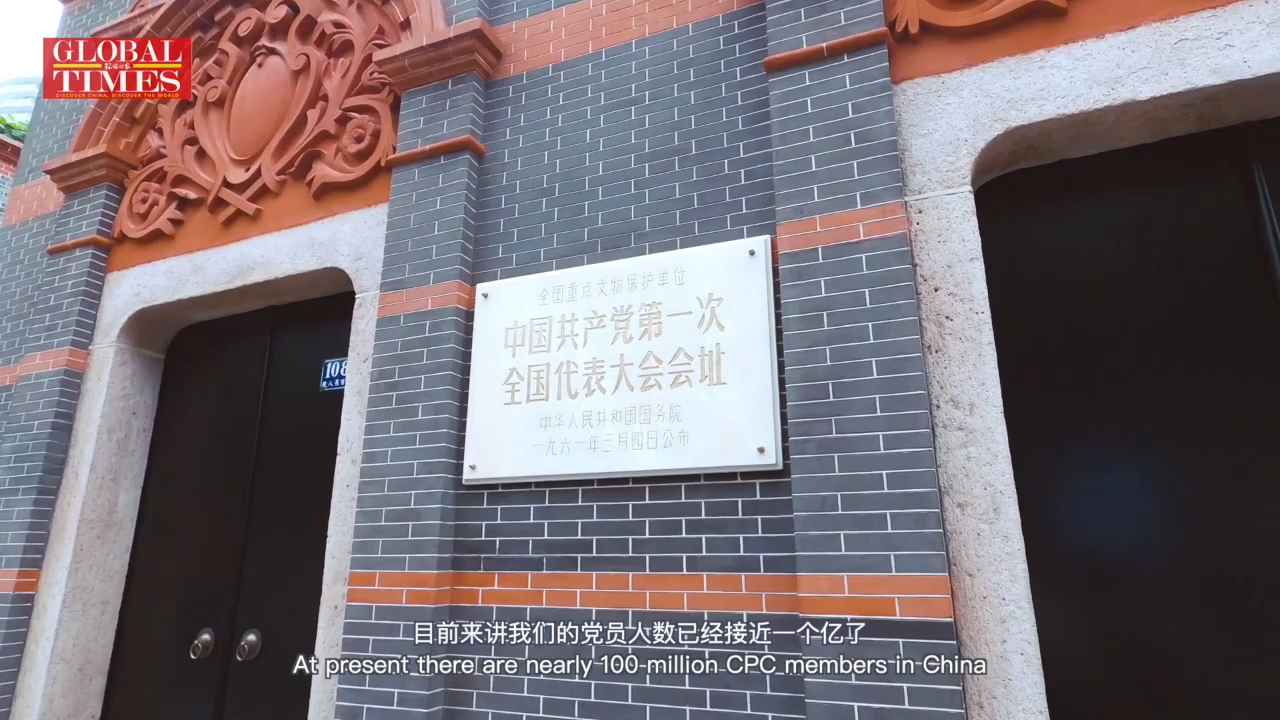 GLOBAL
TIMES
DISCOVER CHINA, DISCOVER THE WORLD
全国重点文物保护单位
中国共产党第一次
全国代表大会会址
中华人民共和国国务院
一九六一年三月四日公布
108
目前来讲我们的党员人数已经接近一个亿了
At present there are nearly 100 million CPC members in China